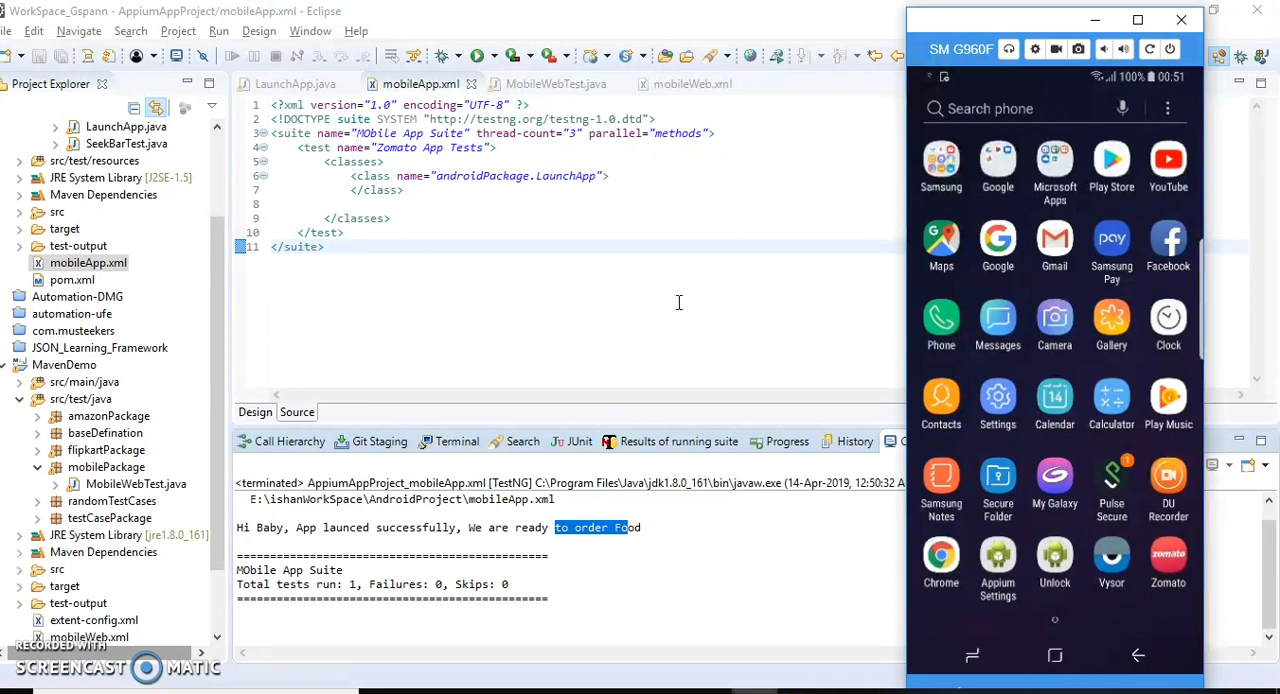 WorkSpace_Gspann - AppiumAppProject/mobileApp.xml - Eclipse
Edit Navigate Search Project Run Design Window Help
Project Explorer
LaunchApp.java
SeekBarTest.java
src/test/resources
JRE System Library [J2SE-1.5]
Maven Dependencies
src
target
test-output
mobileApp.xml
pom.xml
Automation-DMG
automation-ufe
com.musteekers
JSON_Learning_Framework
MavenDemo
src/main/java
src/test/java
amazonPackage
baseDefination
flipkartPackage
mobilePackage
MobileWebTest.java
randomTestCases
testCasePackage
JRE System Library [jre1.8.0_161]
Maven Dependencies
src
target
test-output
extent-config.xml
mobileWeb.xml
RECORDED WITH
SCREENCAST MATIC
LaunchApp.java mobileApp.xml MobileWebTest.java mobileWeb.xml
1 <?xml version="1.0" encoding="UTF-8" ?>
2 <!DOCTYPE suite SYSTEM "http://testng.org/testng-1.0.dtd">
3 <suite name="MObile App Suite" thread-count="3" parallel="methods">
4 <test name="Zomato App Tests">
5 <classes>
6 <class name="androidPackage.LaunchApp">
7 </class>
8
9 </classes>
10 </test>
11 </suite>
Design Source
Call Hierarchy Git Staging Terminal Search JUnit Results of running suite Progress History
<terminated> AppiumAppProject_mobileAppxml [TestNG] C:\Program Files\Java\jdk1.8.0_161\bin\javaw.exe (14-Apr-2019, 12:50:32 A
E:\ishanWorkSpace\AndroidProject\mobileApp.xml
Hi Baby, App launced successfully, We are ready to order Food
===============================================
MObile App Suite
Total tests run: 1, Failures: 0, Skips: 0
===============================================
SM G960F
100% 00:51
Search phone
Samsung Google Microsoft Apps Play Store YouTube
Maps Google Gmail Samsung Pay Facebook
pay
Phone Messages Camera Gallery Clock
14
Contacts Settings Calendar Calculator Play Music
1
Samsung Notes Secure Folder My Galaxy Pulse Secure DU Recorder
zomato
Chrome Appium Settings Unlock Vysor Zomato